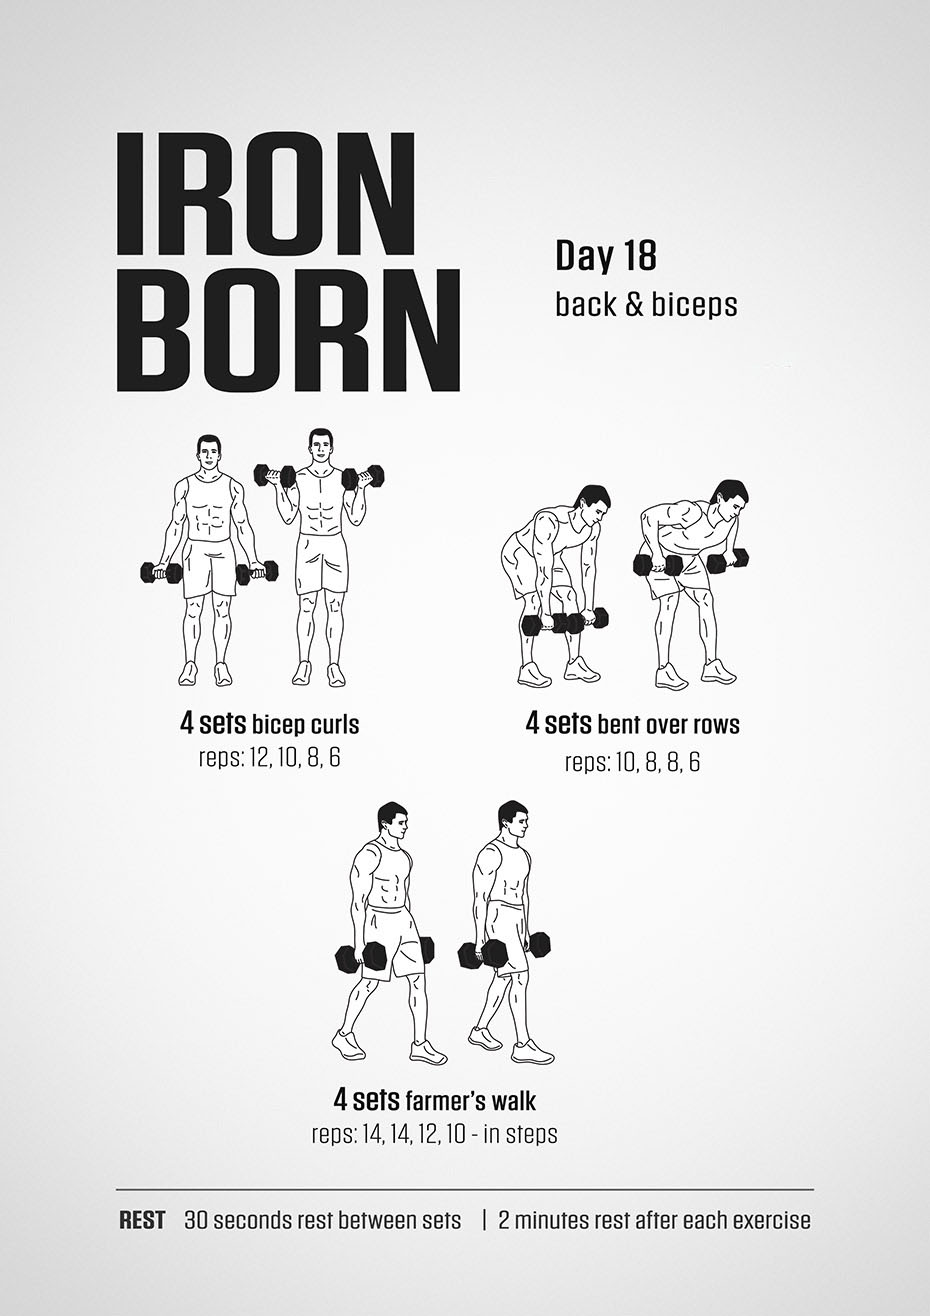 IRON
BORN
Day 18
back & biceps
4 sets bicep curls
reps: 12, 10, 8, 6
4 sets bent over rows
reps: 10, 8, 8, 6
4 sets farmer's walk
reps: 14, 14, 12, 10 - in steps
REST 30 seconds rest between sets | 2 minutes rest after each exercise